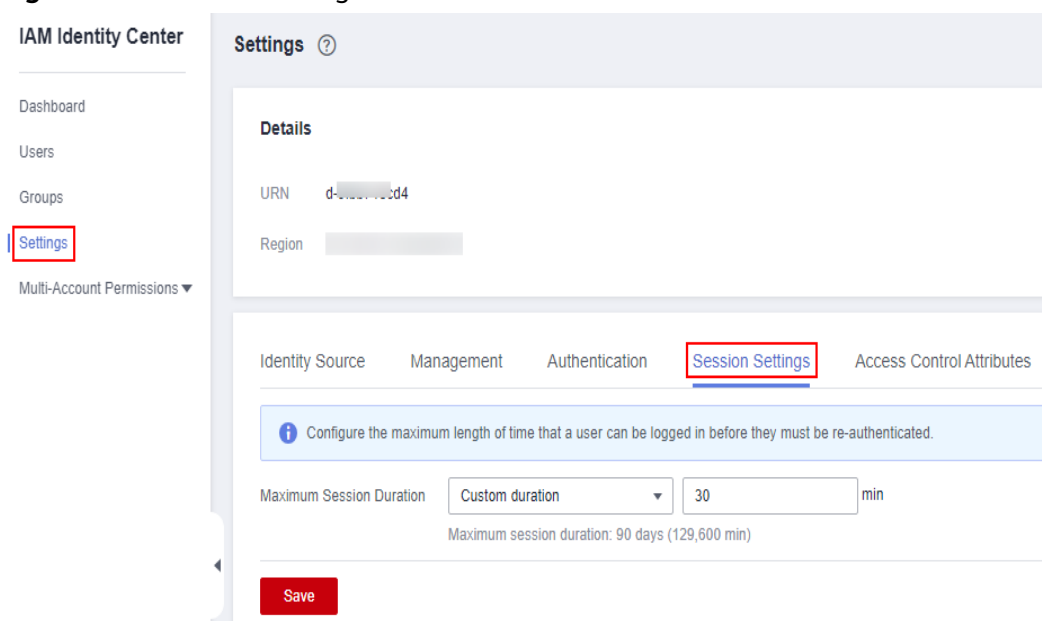 IAM Identity Center
Dashboard
Users
Groups
Settings
Multi-Account Permissions
Settings ?
Details
URN d- cd4
Region
Identity Source Management Authentication Session Settings Access Control Attributes
Configure the maximum length of time that a user can be logged in before they must be re-authenticated.
Maximum Session Duration Custom duration 30 min
Maximum session duration: 90 days (129,600 min)
Save